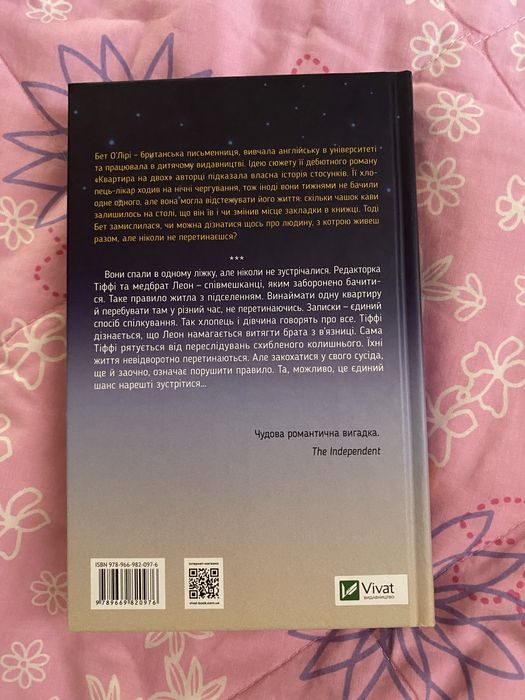 Бет О'Лірі – британська письменниця, вивчала англійську в університеті
та працювала в дитячому видавництві. Ідею сюжету її дебютного роману
«Квартира на двох» авторці підказала власна історія стосунків. Її хло-
пець-лікар ходив на нічні чергування, тож іноді вони тижнями не бачили
одне одного, але вона могла відстежувати його життя: скільки чашок кави
залишилось на столі, що він їв і чи змінив місце закладки в книжці. Тоді
Бет замислилася, чи можна дізнатися щось про людину, з котрою живеш
разом, але ніколи не перетинаєшся?
***
Вони спали в одному ліжку, але ніколи не зустрічалися. Редакторка
Тіффі та медбрат Леон – співмешканці, яким заборонено бачити-
ся. Таке правило житла з підселенням. Винаймати одну квартиру
й перебувати там у різний час, не перетинаючись. Записки – єдиний
спосіб спілкування. Так хлопець і дівчина говорять про все. Тіффі
дізнається, що Леон намагається витягти брата з в'язниці. Сама
Тіффі рятується від переслідувань схибленого колишнього. Їхні
життя невідворотно перетинаються. Але закохатися у свого сусіда,
ще й заочно, означає порушити правило. Та, можливо, це єдиний
шанс нарешті зустрітися...
Чудова романтична вигадка.
The Independent
ISBN 978-966-982-097-6
9789669820976
інтернет-магазин
vivat-book.com.ua
Vivat
ВИДАВНИЦТВО